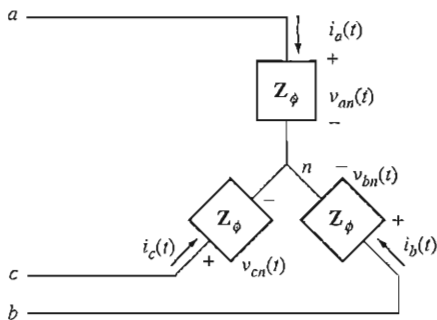 a
i_a(t)
+
Z_ϕ
v_an(t)
−
n
−
v_bn(t)
Z_ϕ
−
Z_ϕ
+
i_c(t)
+
v_cn(t)
i_b(t)
c
b